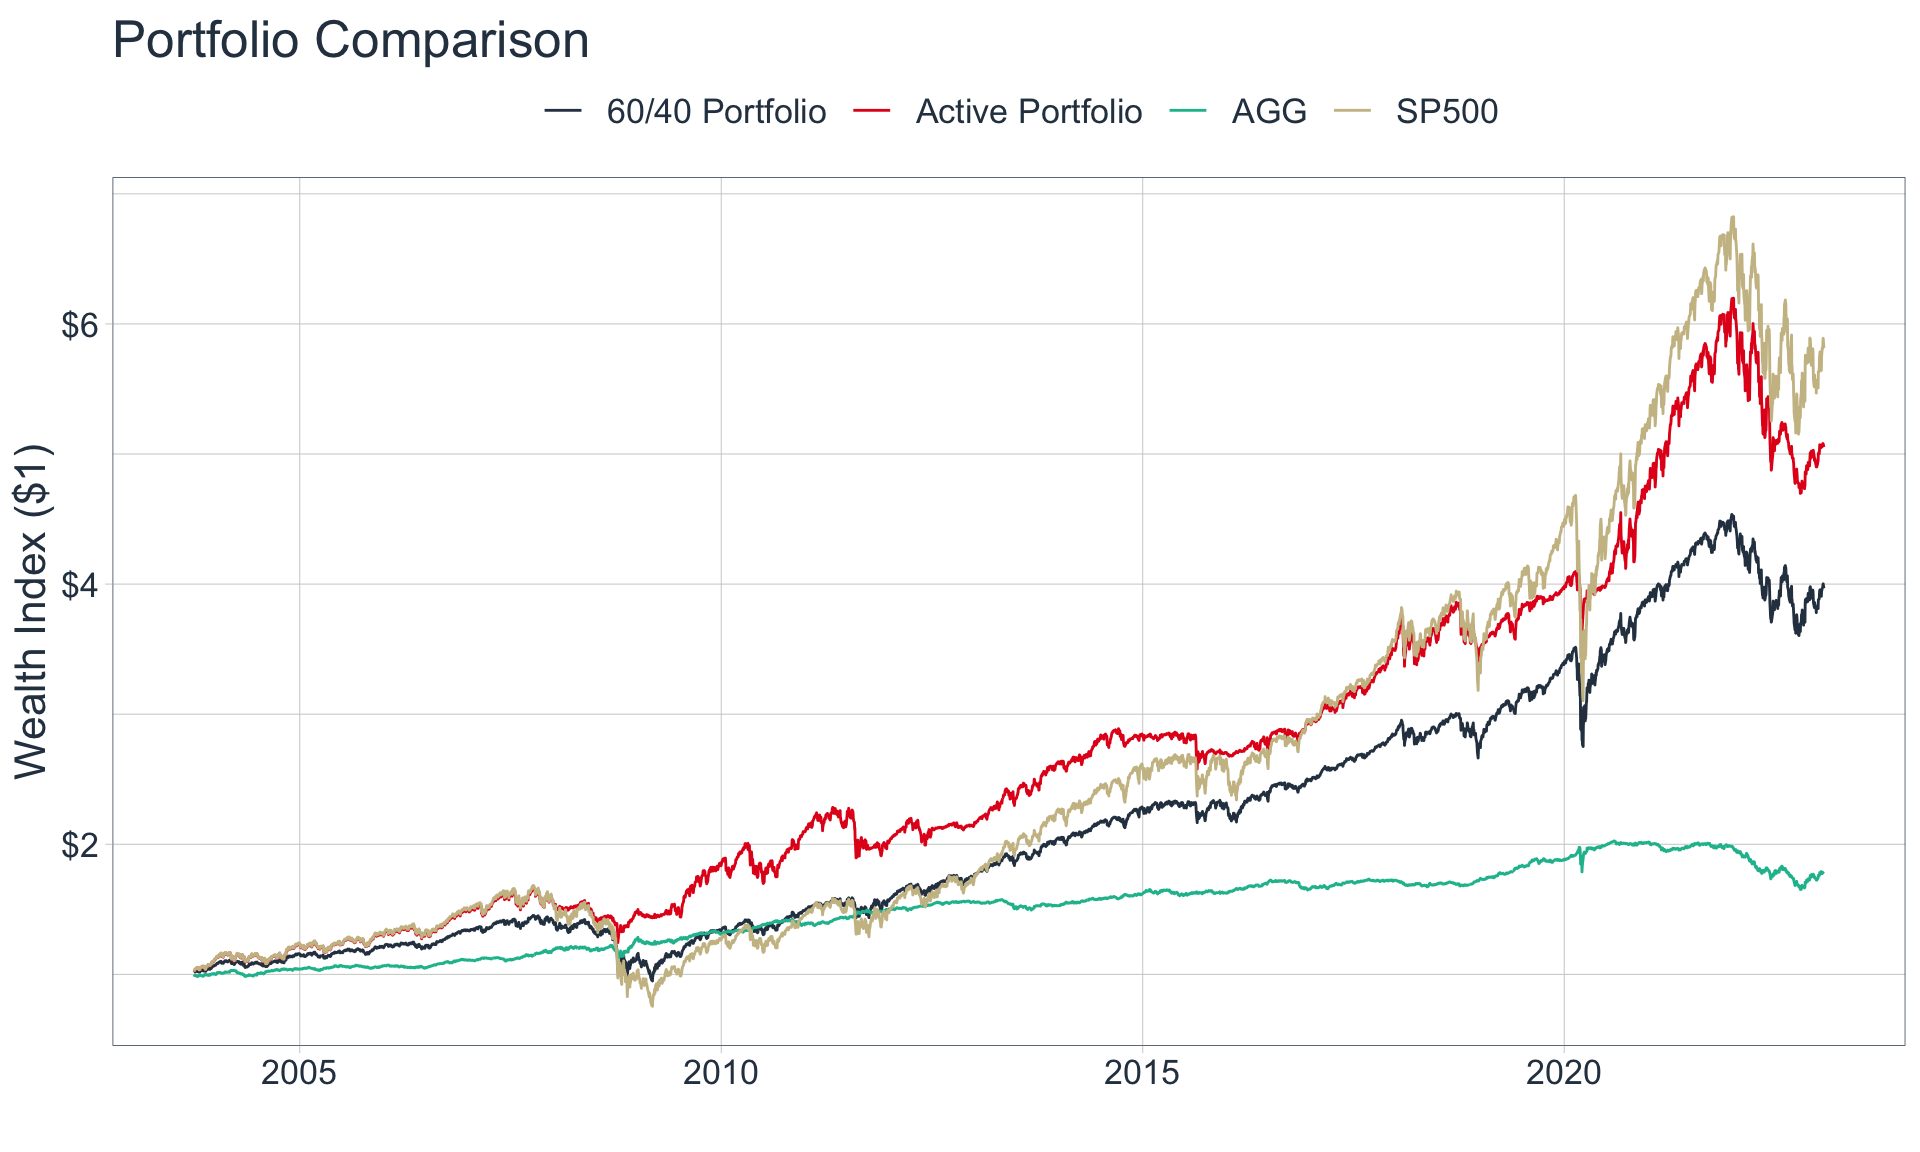 Portfolio Comparison
60/40 Portfolio Active Portfolio AGG SP500
Wealth Index ($1)
$6
$4
$2
2005 2010 2015 2020